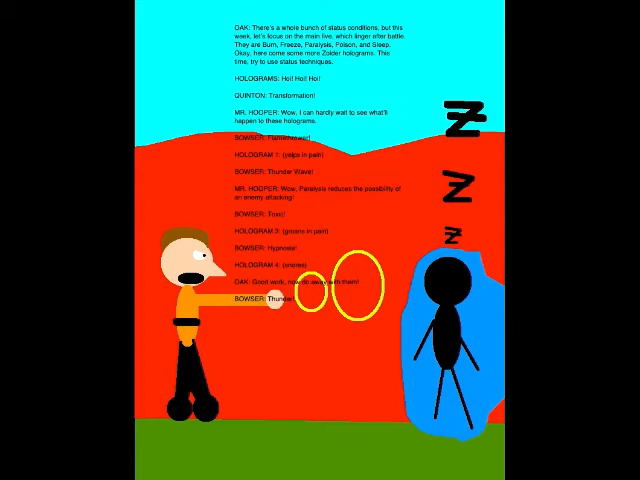 OAK: There's a whole bunch of status conditions, but this
week, let's focus on the main five, which linger after battle.
They are Burn, Freeze, Paralysis, Poison, and Sleep.
Okay, here come some more Zolder holograms. This
time, try to use status techniques.
HOLOGRAMS: Hoi! Hoi! Hoi!
QUINTON: Transformation!
MR. HOOPER: Wow, I can hardly wait to see what'll
happen to these holograms.
BOWSER: Flamethrower!
HOLOGRAM 1: (yelps in pain)
BOWSER: Thunder Wave!
MR. HOOPER: Wow, Paralysis reduces the possibility of
an enemy attacking!
BOWSER: Toxic!
HOLOGRAM 3: (groans in pain)
BOWSER: Hypnosis!
HOLOGRAM 4: (snores)
OAK: Good work, now do away with them!
BOWSER: Thunder!
Z
Z
Z